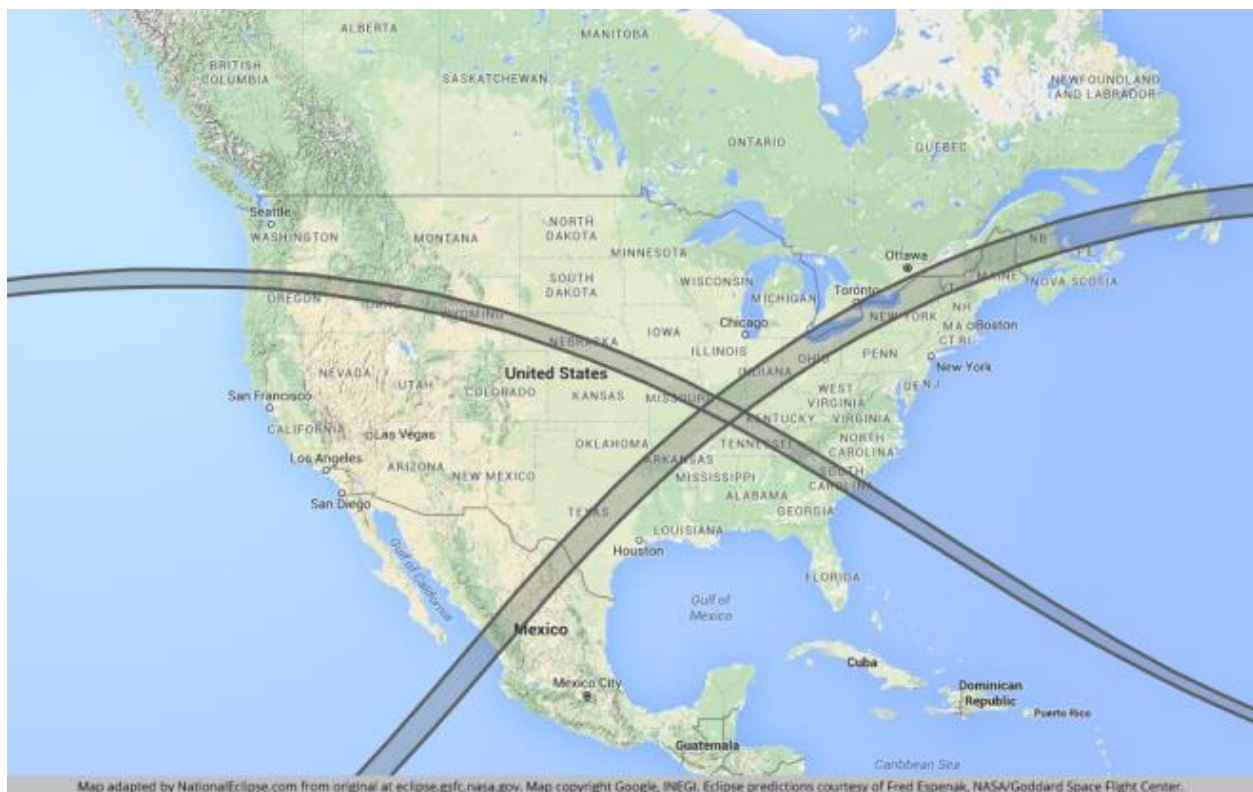 ALBERTA
MANITOBA
BRITISH
COLUMBIA
SASKATCHEWAN
NEWFOUNDLAND
AND LABRADOR
ONTARIO
QUEBEC
Seattle
WASHINGTON
MONTANA
NORTH
DAKOTA
MINNESOTA
Ottawa
NB
PE
MAINE
NOVA SCOTIA
OREGON
IDAHO
WYOMING
SOUTH
DAKOTA
WISCONSIN
MICHIGAN
Toronto
VT
NH
NEW YORK
MA
Boston
CT RI
Chicago
IOWA
NEBRASKA
ILLINOIS
INDIANA
OHIO
PENN
New York
NEVADA
UTAH
COLORADO
United States
KANSAS
MISSOURI
WEST
VIRGINIA
DE NJ
San Francisco
CALIFORNIA
Las Vegas
KENTUCKY
VIRGINIA
OKLAHOMA
TENNESSEE
NORTH
CAROLINA
Los Angeles
ARIZONA
NEW MEXICO
ARKANSAS
MISSISSIPPI
SOUTH
CAROLINA
San Diego
ALABAMA
GEORGIA
TEXAS
LOUISIANA
Houston
Gulf of California
FLORIDA
Gulf of
Mexico
Mexico
Cuba
Mexico City
Dominican
Republic
Puerto Rico
Guatemala
Caribbean Sea
Map adapted by NationalEclipse.com from original at eclipse.gsfc.nasa.gov. Map copyright Google, INEGI. Eclipse predictions courtesy of Fred Espenak, NASA/Goddard Space Flight Center.